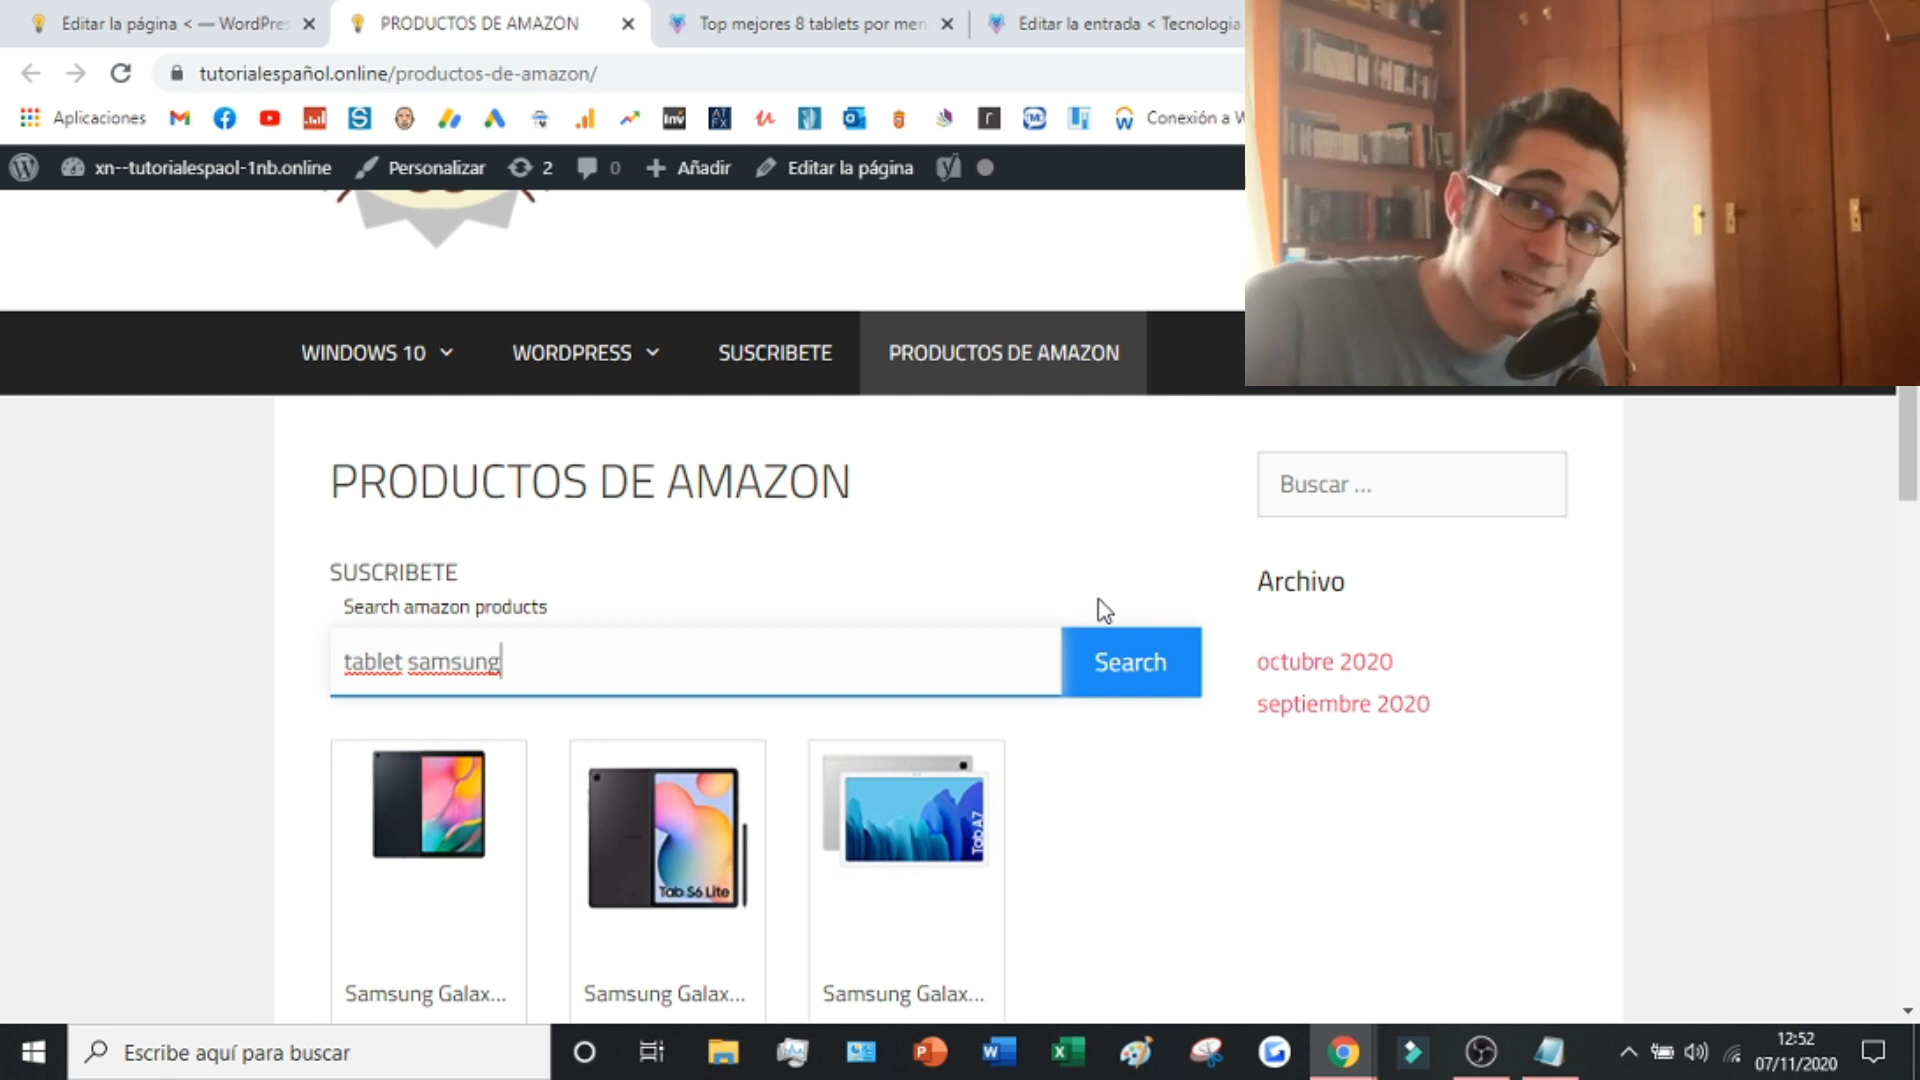 Editar la página < — WordPres
PRODUCTOS DE AMAZON
Top mejores 8 tablets por men
Editar la entrada < Tecnologia
tutorialespañol.online/productos-de-amazon/
Aplicaciones
Conexión a W
xn--tutorialespaol-1nb.online
Personalizar
2
0
Añadir
Editar la página
WINDOWS 10
WORDPRESS
SUSCRIBETE
PRODUCTOS DE AMAZON
PRODUCTOS DE AMAZON
Buscar ...
SUSCRIBETE
Search amazon products
tablet samsung
Search
Archivo
octubre 2020
septiembre 2020
Tab S6 Lite
Tab A7
Samsung Galax...
Samsung Galax...
Samsung Galax...
Escribe aquí para buscar
12:52
07/11/2020